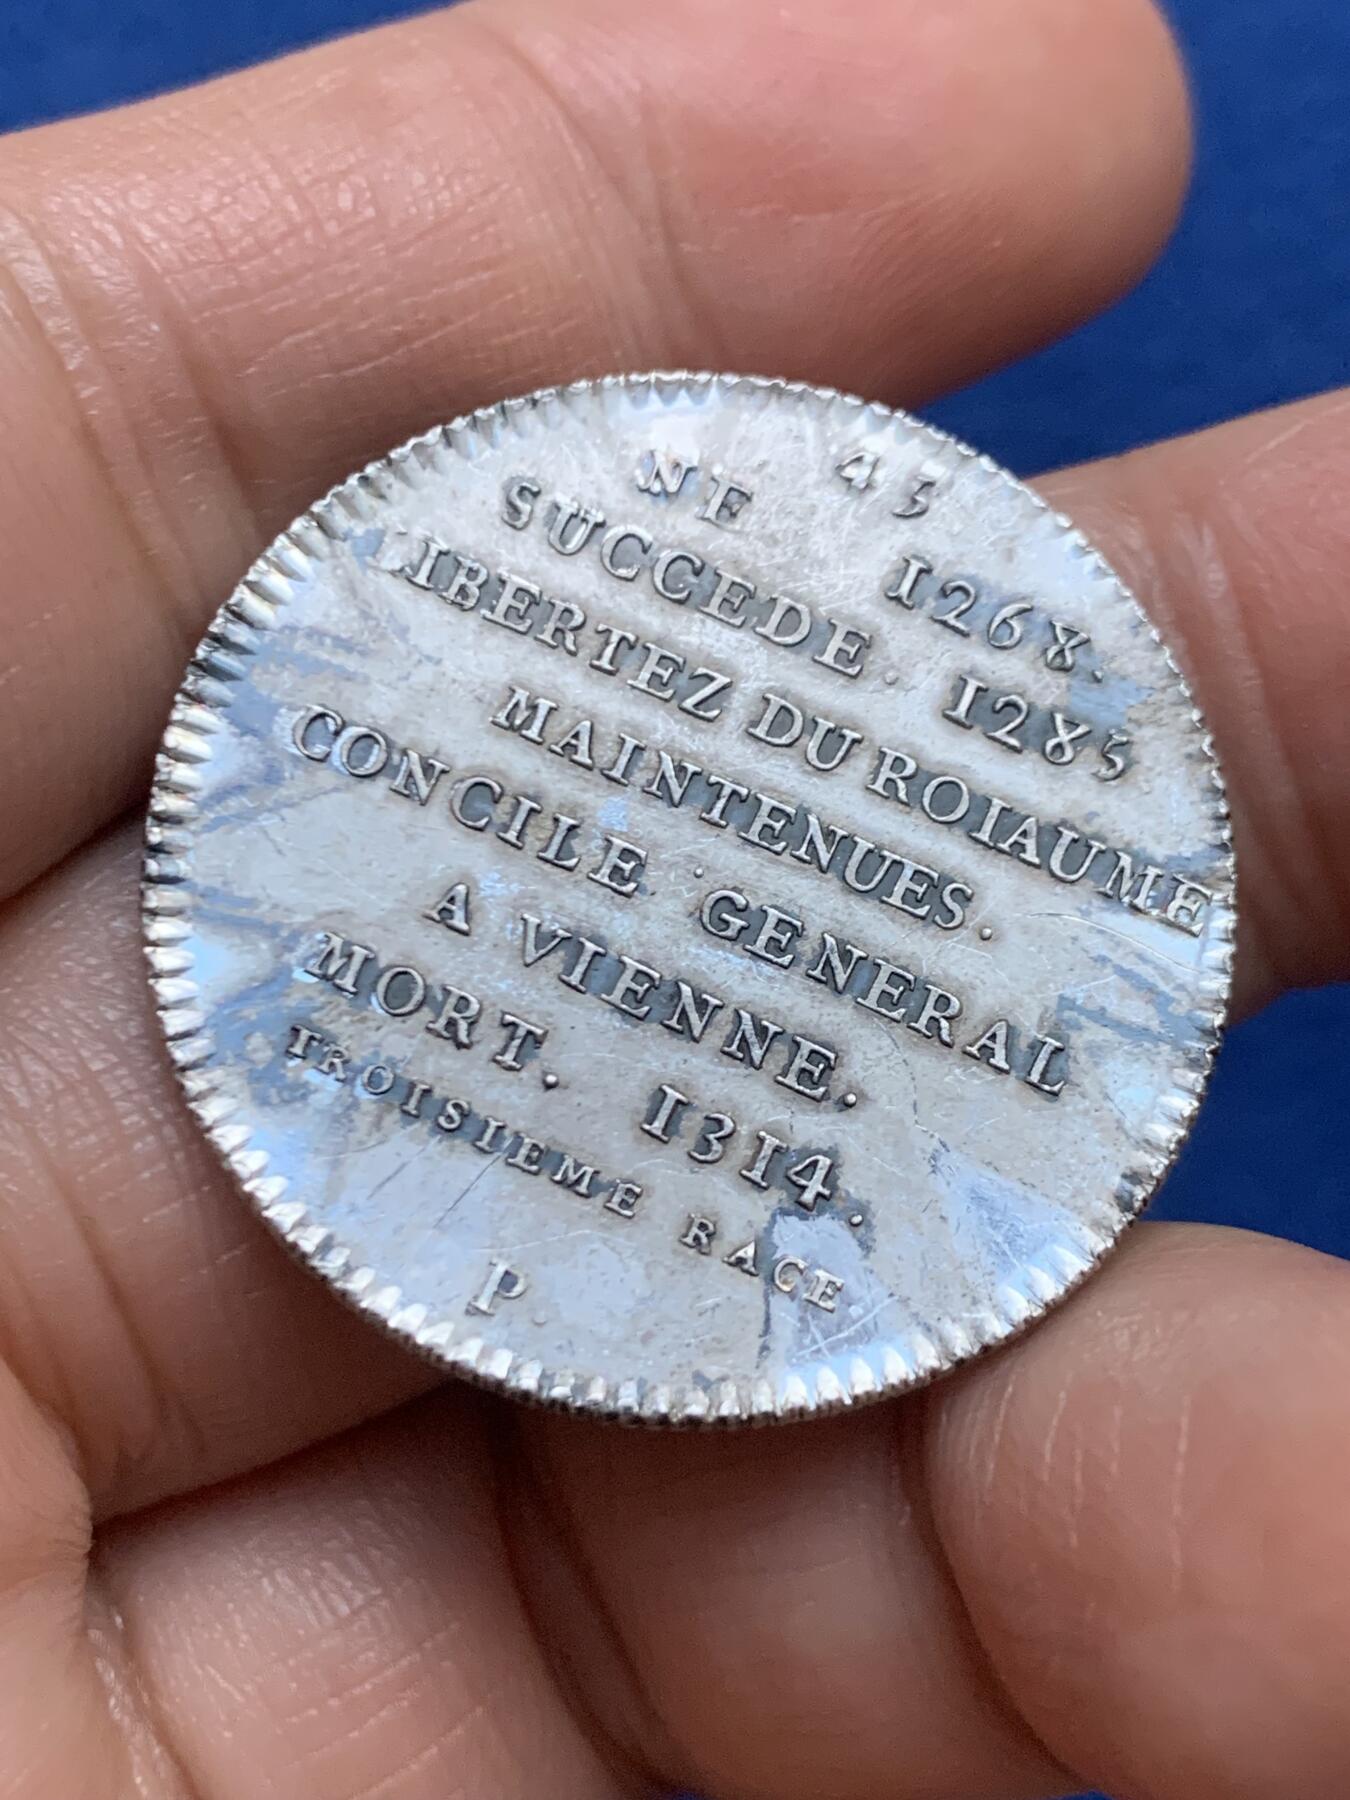 45
NE 1268.
SUCCEDE. 1285
LIBERTEZ DU ROIAUME
MAINTENUES.
CONCILE GENERAL
A VIENNE.
MORT. 1314.
TROISIEME RACE
P